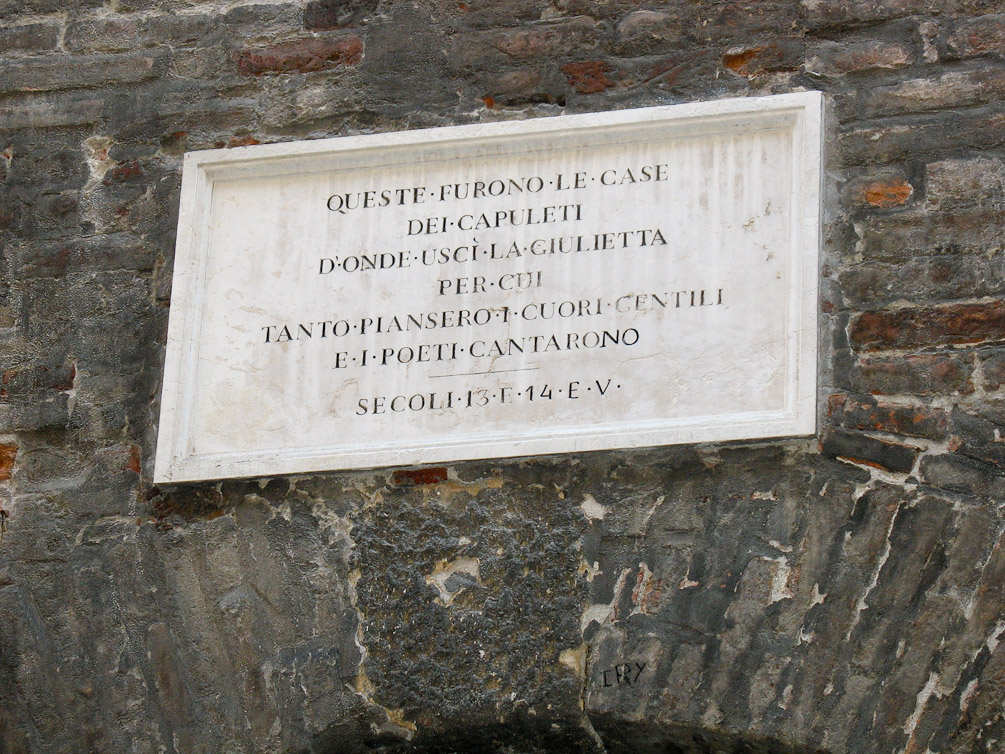 QUESTE·FURONO·LE·CASE
DEI·CAPULETI
D'ONDE·USCÌ·LA·GIULIETTA
PER·CUI
TANTO·PIANSERO·I·CUORI·GENTILI
E·I·POETI·CANTARONO
SECOLI·13·E·14·E·V·